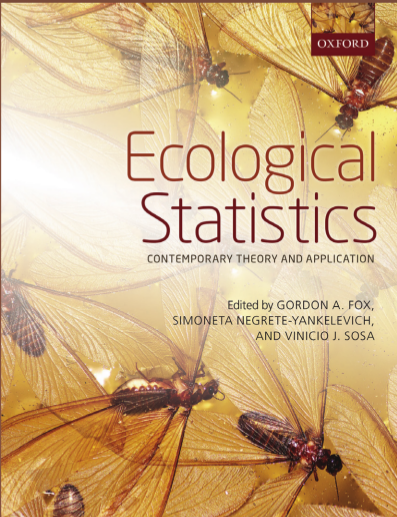 OXFORD
Ecological
Statistics
CONTEMPORARY THEORY AND APPLICATION
Edited by GORDON A. FOX,
SIMONETA NEGRETE-YANKELEVICH,
AND VINICIO J. SOSA